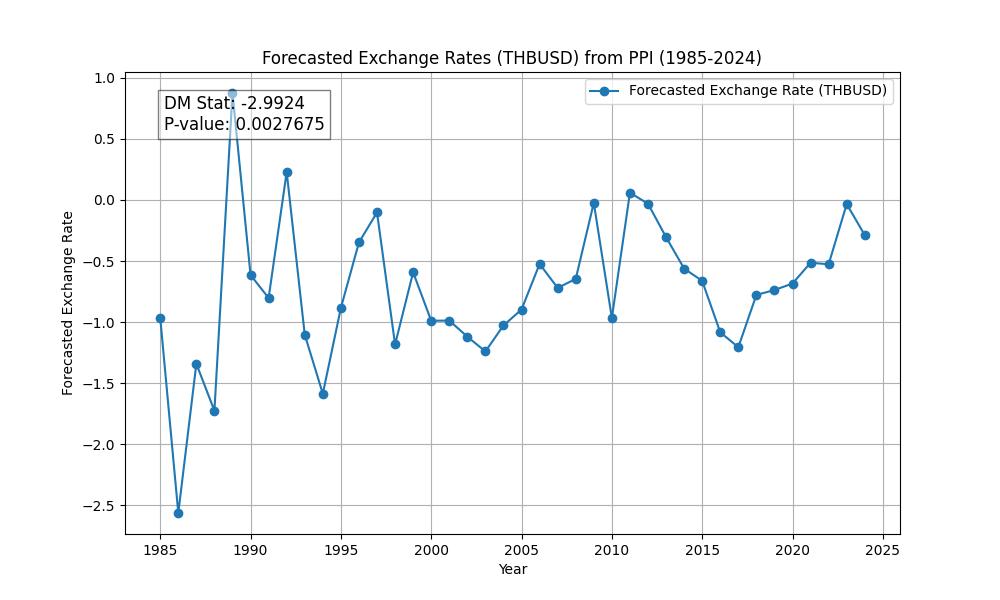 Forecasted Exchange Rates (THBUSD) from PPI (1985-2024)
DM Stat: -2.9924
P-value: 0.0027675
Forecasted Exchange Rate (THBUSD)
Forecasted Exchange Rate
1.0
0.5
0.0
−0.5
−1.0
−1.5
−2.0
−2.5
1985 1990 1995 2000 2005 2010 2015 2020 2025
Year